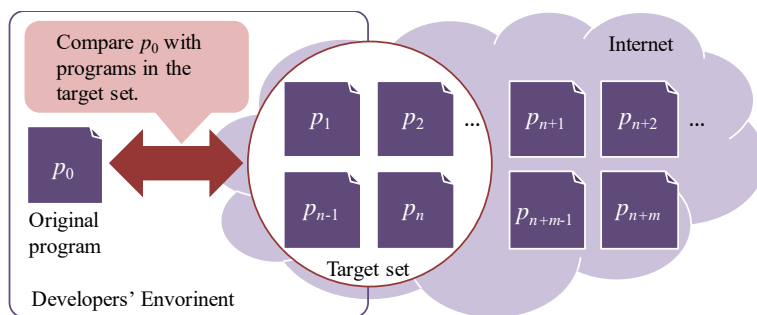 Compare p0 with
programs in the
target set.
Internet
p1
p2
...
pn+1
pn+2
...
p0
pn-1
pn
pn+m-1
pn+m
Original
program
Target set
Developers' Envorinent